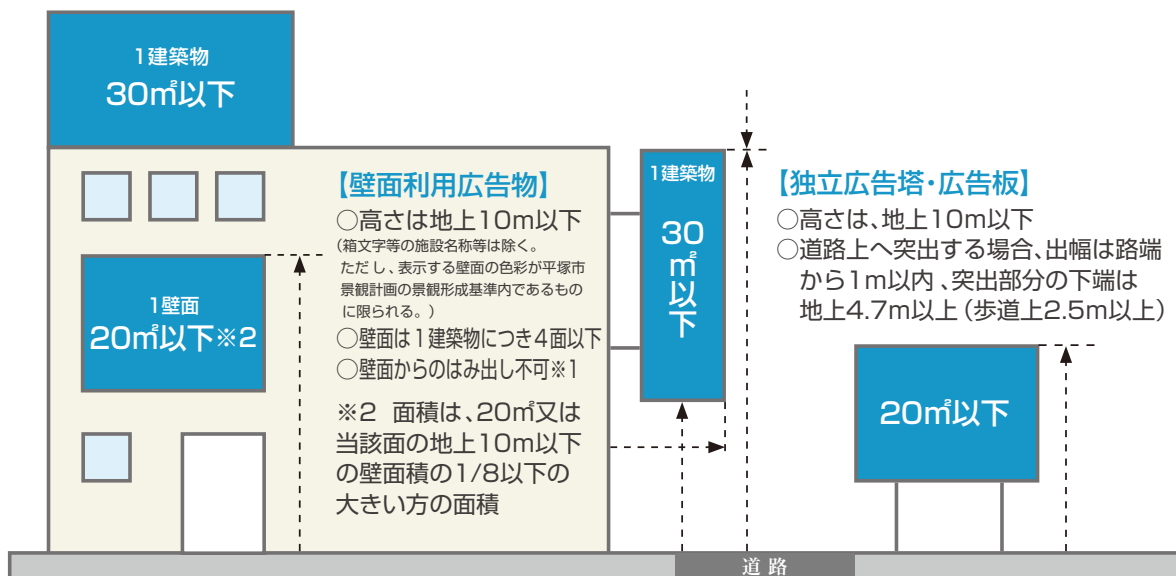 1建築物
30㎡以下
【壁面利用広告物】
○高さは地上10m以下
(箱文字等の施設名称等は除く。
ただし、表示する壁面の色彩が平塚市
景観計画の景観形成基準内であるもの
に限られる。)
○壁面は1建築物につき4面以下
○壁面からのはみ出し不可※1
※2 面積は、20㎡又は
当該面の地上10m以下
の壁面積の1/8以下の
大きい方の面積
1壁面
20㎡以下※2
1建築物
30㎡以下
【独立広告塔・広告板】
○高さは、地上10m以下
○道路上へ突出する場合、出幅は路端
から1m以内、突出部分の下端は
地上4.7m以上(歩道上2.5m以上)
20㎡以下
道路